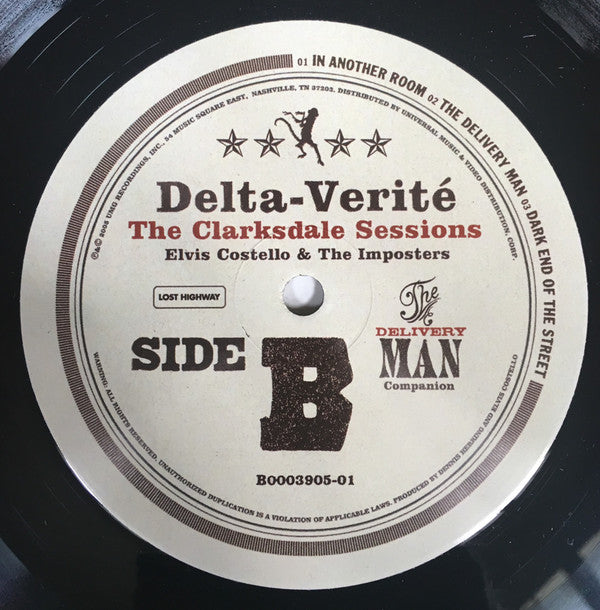 01 IN ANOTHER ROOM 02 THE DELIVERY MAN 03 DARK END OF THE STREET
℗&© 2005 UMG RECORDINGS, INC., 54 MUSIC SQUARE EAST, NASHVILLE, TN 37203. DISTRIBUTED BY UNIVERSAL MUSIC & VIDEO DISTRIBUTION, CORP.
Delta-Verité
The Clarksdale Sessions
Elvis Costello & The Imposters
LOST HIGHWAY
SIDE B
The
DELIVERY
MAN
Companion
B0003905-01
WARNING: ALL RIGHTS RESERVED. UNAUTHORIZED DUPLICATION IS A VIOLATION OF APPLICABLE LAWS. PRODUCED BY DENNIS HERRING AND ELVIS COSTELLO